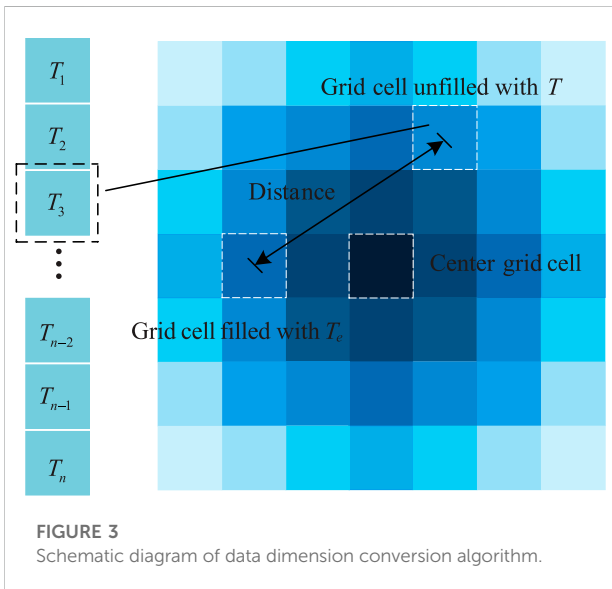 T₁
T₂
T₃
⋮
Tₙ₋₂
Tₙ₋₁
Tₙ
Grid cell unfilled with T
Distance
Center grid cell
Grid cell filled with Tₑ
FIGURE 3
Schematic diagram of data dimension conversion algorithm.